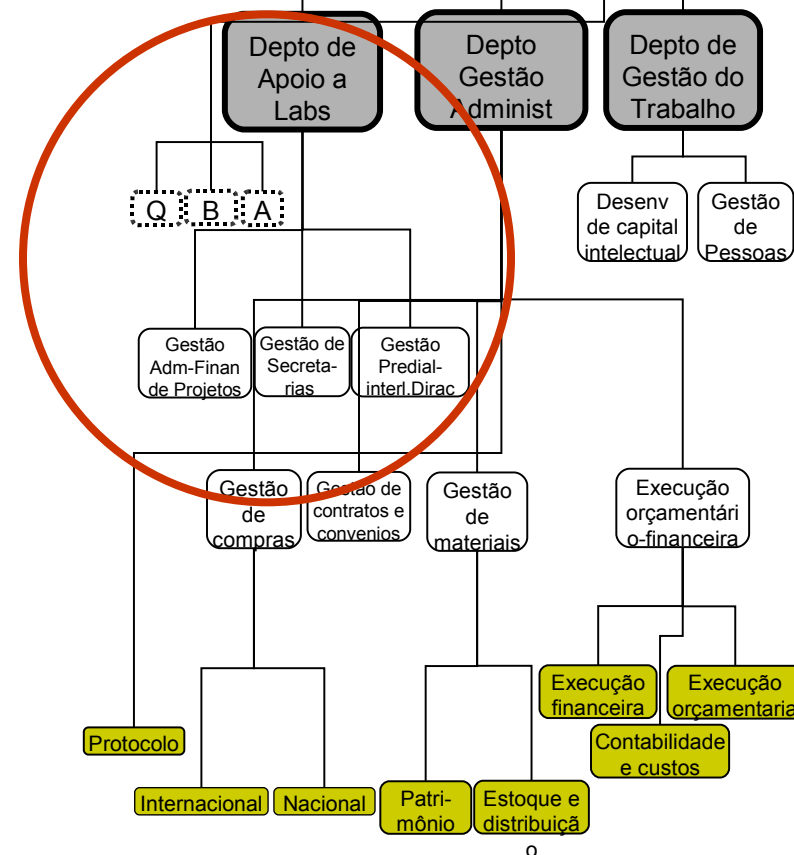 Depto de
Apoio a
Labs
Depto
Gestão
Administ
Depto de
Gestão do
Trabalho
Q
B
A
Desenv
de capital
intelectual
Gestão
de
Pessoas
Gestão
Adm-Finan
de Projetos
Gestão de
Secreta-
rias
Gestão
Predial-
interl.Dirac
Gestão
de
compras
Gestão de
contratos e
convenios
Gestão
de
materiais
Execução
orçamentári
o-financeira
Execução
financeira
Execução
orçamentaria
Contabilidade
e custos
Protocolo
Internacional
Nacional
Patri-
mônio
Estoque e
distribuiçã
o